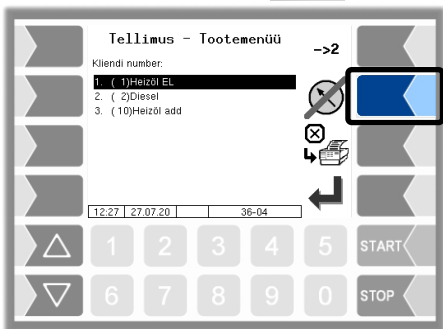 Tellimus - Tootemenüü
->2
Kliendi number:
1. ( 1)Heizöl EL
2. ( 2)Diesel
3. ( 10)Heizöl add
12:27 27.07.20 36-04
1 2 3 4 5 START
6 7 8 9 0 STOP